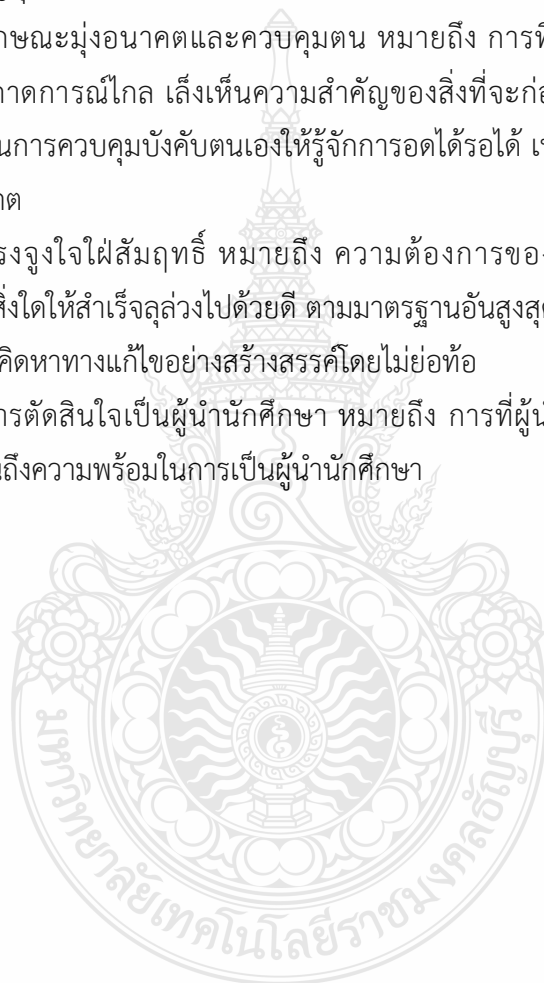 กษณะมุ่งอนาคตและควบคุมตน หมายถึง การที่
าดการณ์ไกล เล็งเห็นความสำคัญของสิ่งที่จะก่อ
นการควบคุมบังคับตนเองให้รู้จักการอดได้รอได้ เ
าต
รงจูงใจใฝ่สัมฤทธิ์ หมายถึง ความต้องการขอ
สิ่งใดให้สำเร็จลุล่วงไปด้วยดี ตามมาตรฐานอันสูงสุด
คิดหาทางแก้ไขอย่างสร้างสรรค์โดยไม่ย่อท้อ
ารตัดสินใจเป็นผู้นำนักศึกษา หมายถึง การที่ผู้น
นถึงความพร้อมในการเป็นผู้นำนักศึกษา
มหาวิทยาลัยเทคโนโลยีราชมงคลธัญบุรี